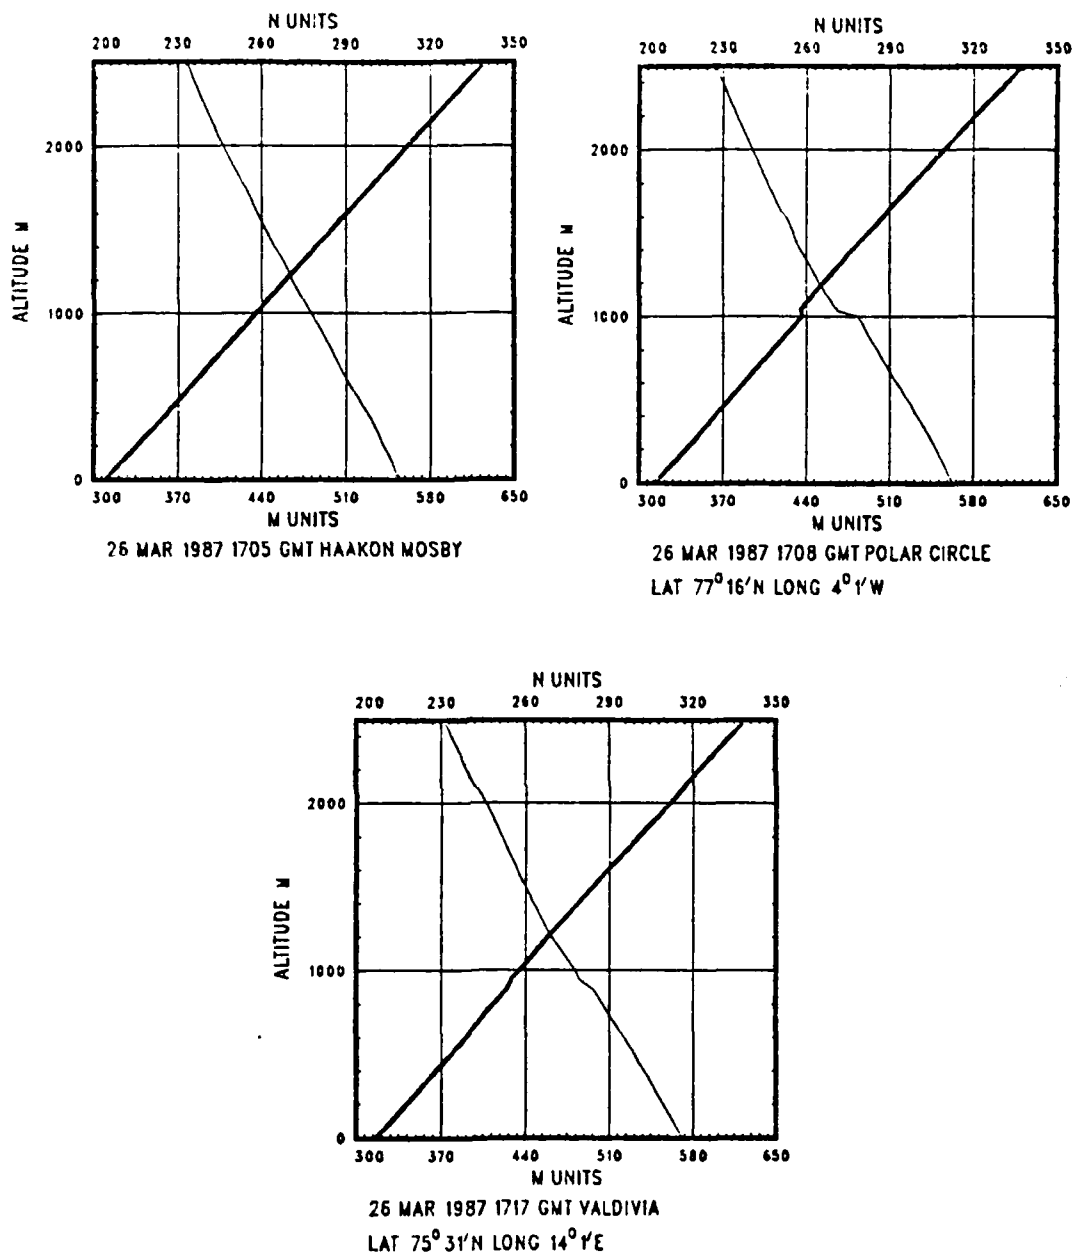 N UNITS
200 230 260 290 320 350
2000
1000
0
ALTITUDE M
300 370 440 510 580 650
M UNITS
26 MAR 1987 1705 GMT HAAKON MOSBY
N UNITS
200 230 260 290 320 350
2000
1000
0
ALTITUDE M
300 370 440 510 580 650
M UNITS
26 MAR 1987 1708 GMT POLAR CIRCLE
LAT 77° 16'N LONG 4° 1'W
N UNITS
200 230 260 290 320 350
2000
1000
0
ALTITUDE M
300 370 440 510 580 650
M UNITS
26 MAR 1987 1717 GMT VALDIVIA
LAT 75° 31'N LONG 14° 1'E